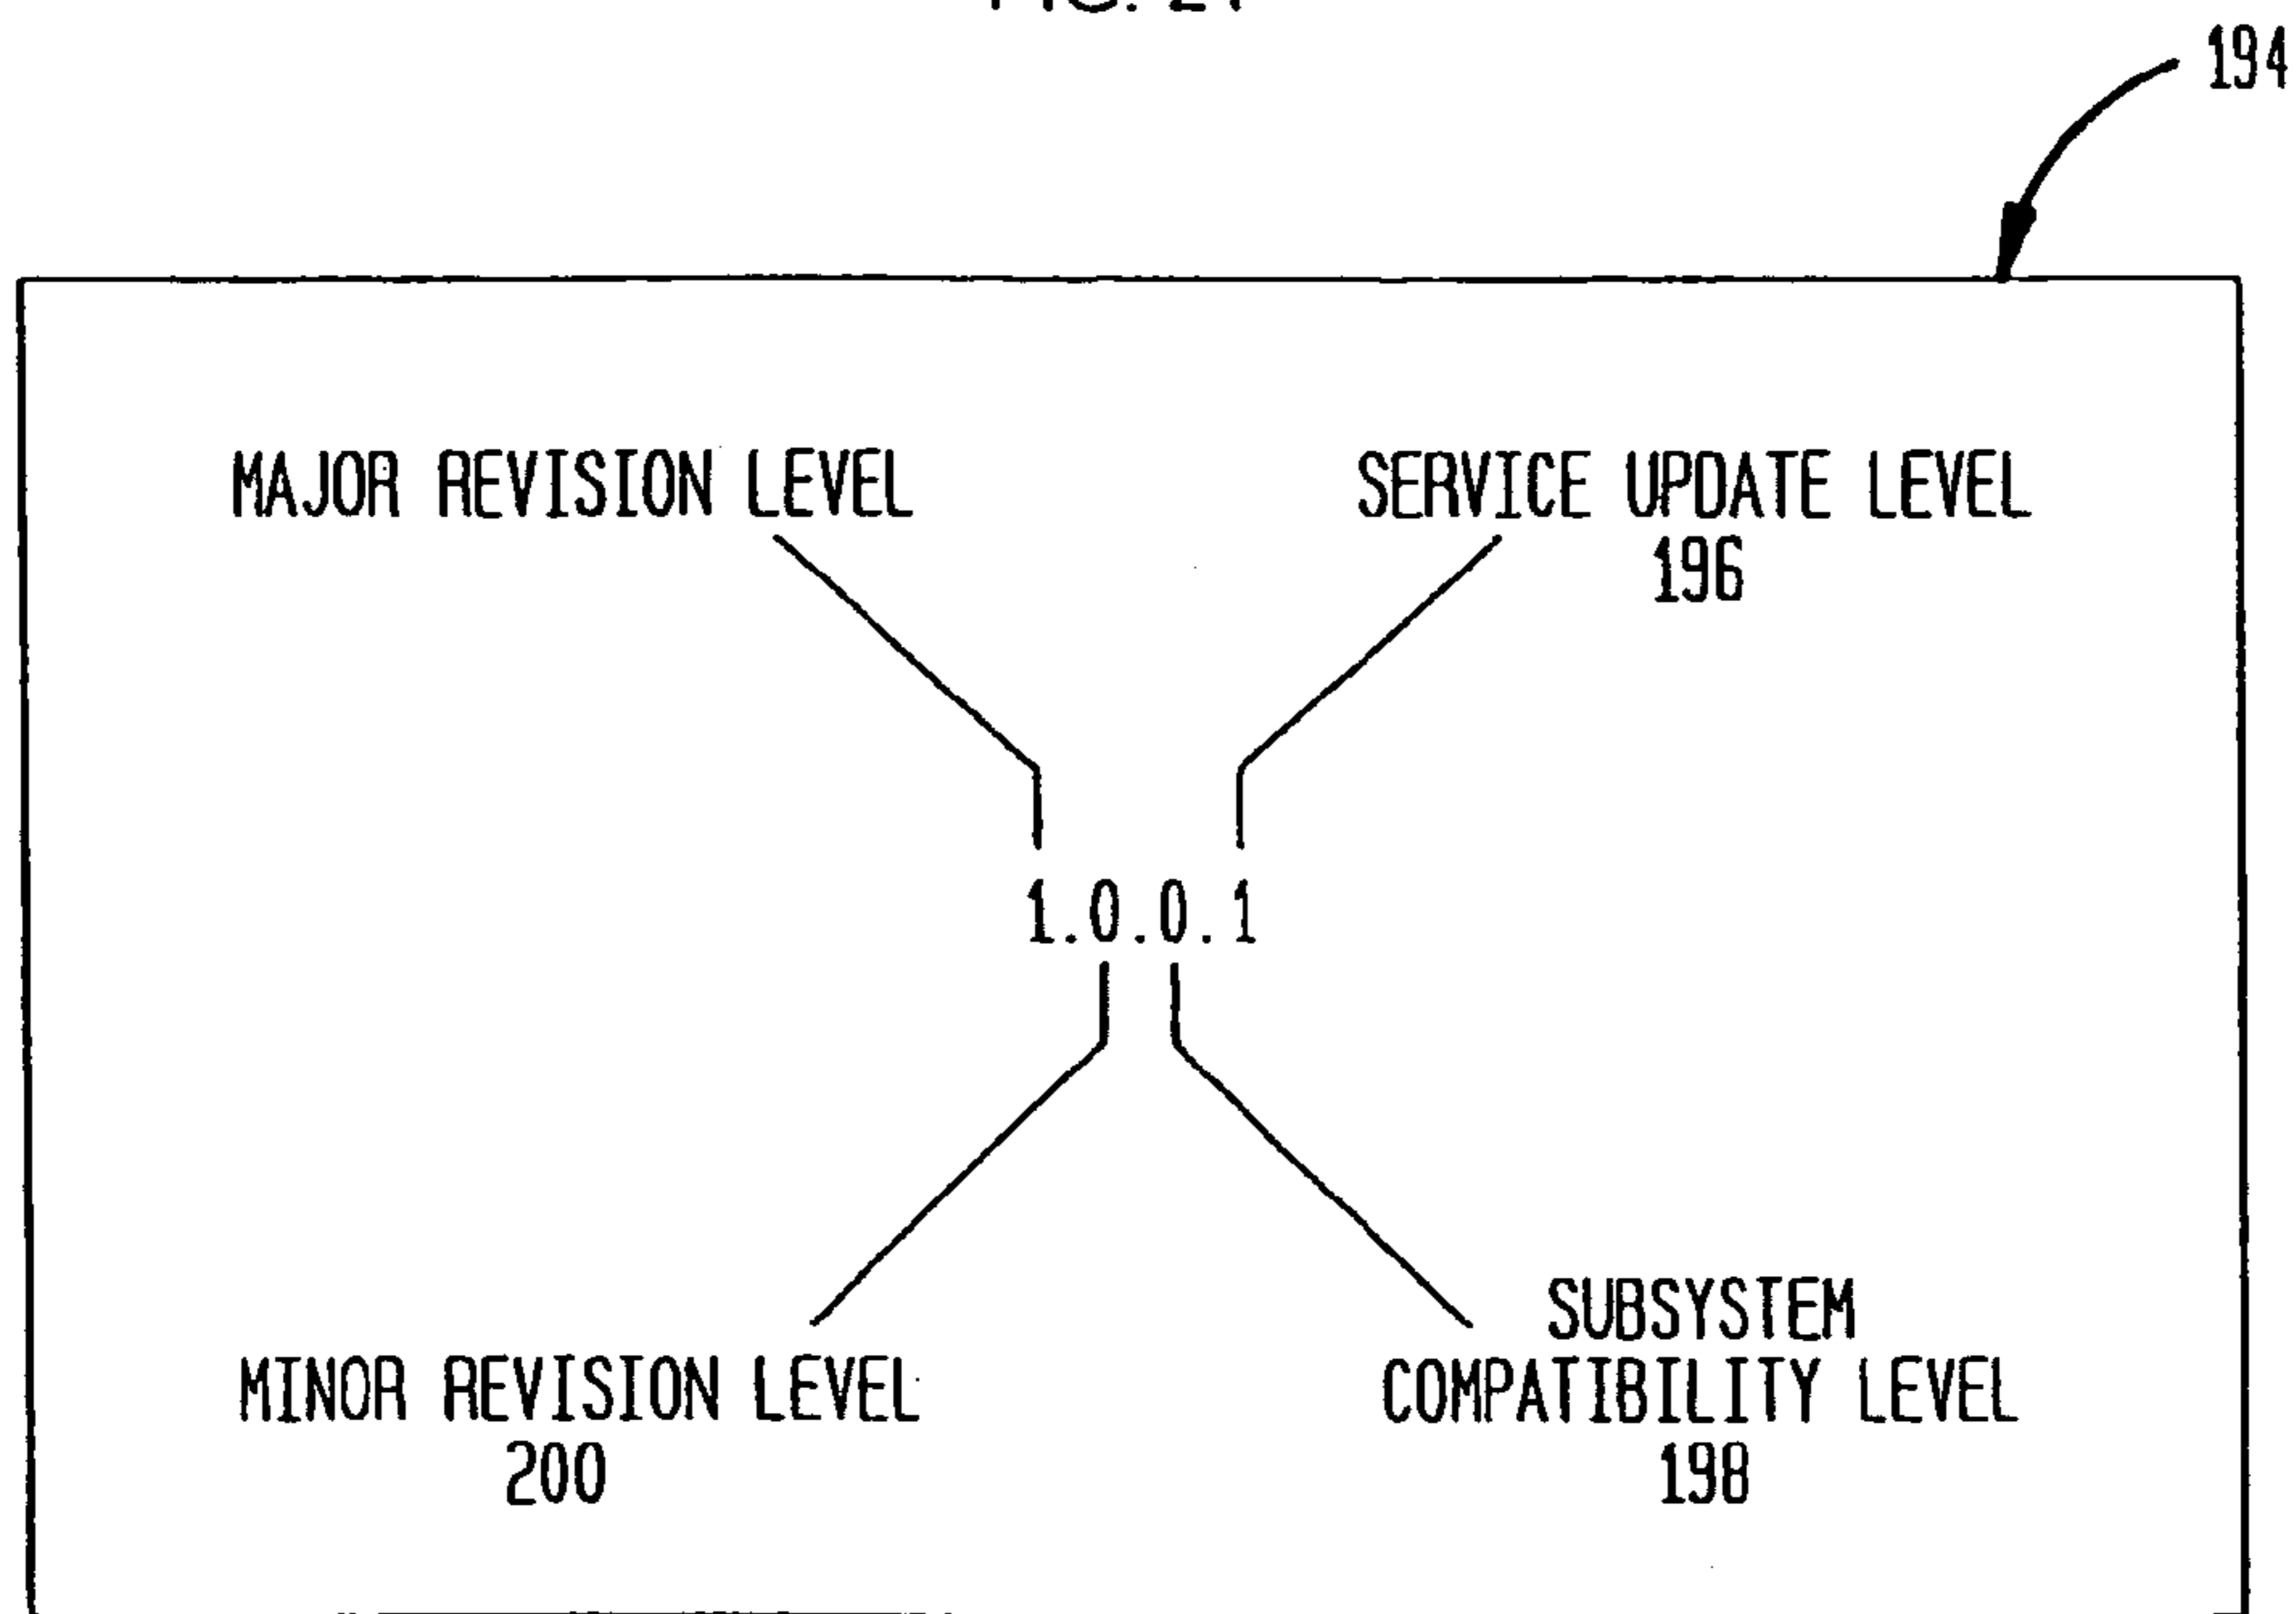 194
MAJOR REVISION LEVEL
SERVICE UPDATE LEVEL
196
1.0.0.1
MINOR REVISION LEVEL
200
SUBSYSTEM
COMPATIBILITY LEVEL
198